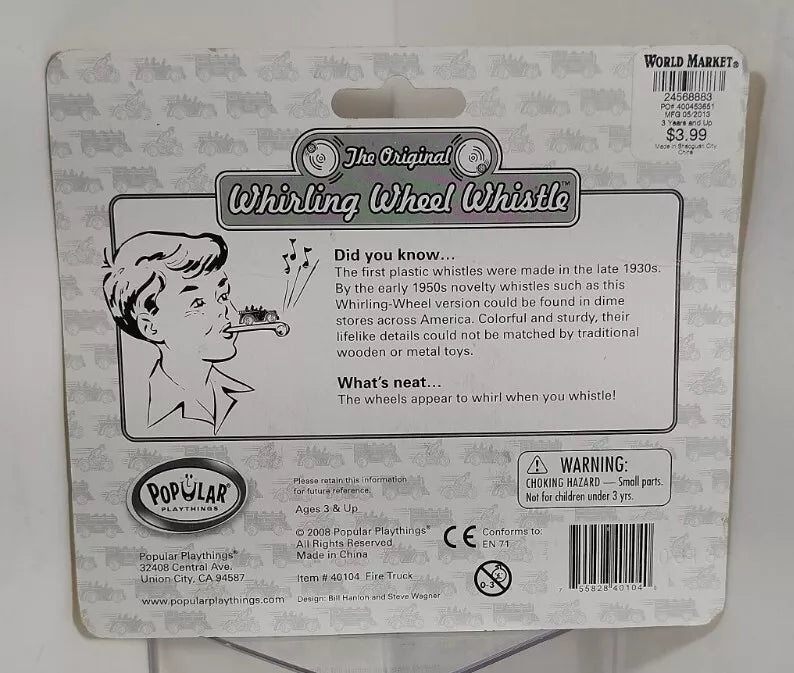 WORLD MARKET®
24568883
PO# 400453651
MFG 05/2013
3 Years and Up
$3.99
Made in Shaoguan City
China
The Original
Whirling Wheel Whistle™
Did you know...
The first plastic whistles were made in the late 1930s.
By the early 1950s novelty whistles such as this
Whirling-Wheel version could be found in dime
stores across America. Colorful and sturdy, their
lifelike details could not be matched by traditional
wooden or metal toys.
What's neat...
The wheels appear to whirl when you whistle!
POPULAR®
PLAYTHINGS
Popular Playthings®
32408 Central Ave.
Union City, CA 94587
www.popularplaythings.com
Please retain this information
for future reference.
Ages 3 & Up
© 2008 Popular Playthings®
All Rights Reserved
Made in China
Item # 40104 Fire Truck
Design: Bill Hanlon and Steve Wagner
WARNING:
CHOKING HAZARD — Small parts.
Not for children under 3 yrs.
CE Conforms to:
EN 71
0-3
7 55828 40104